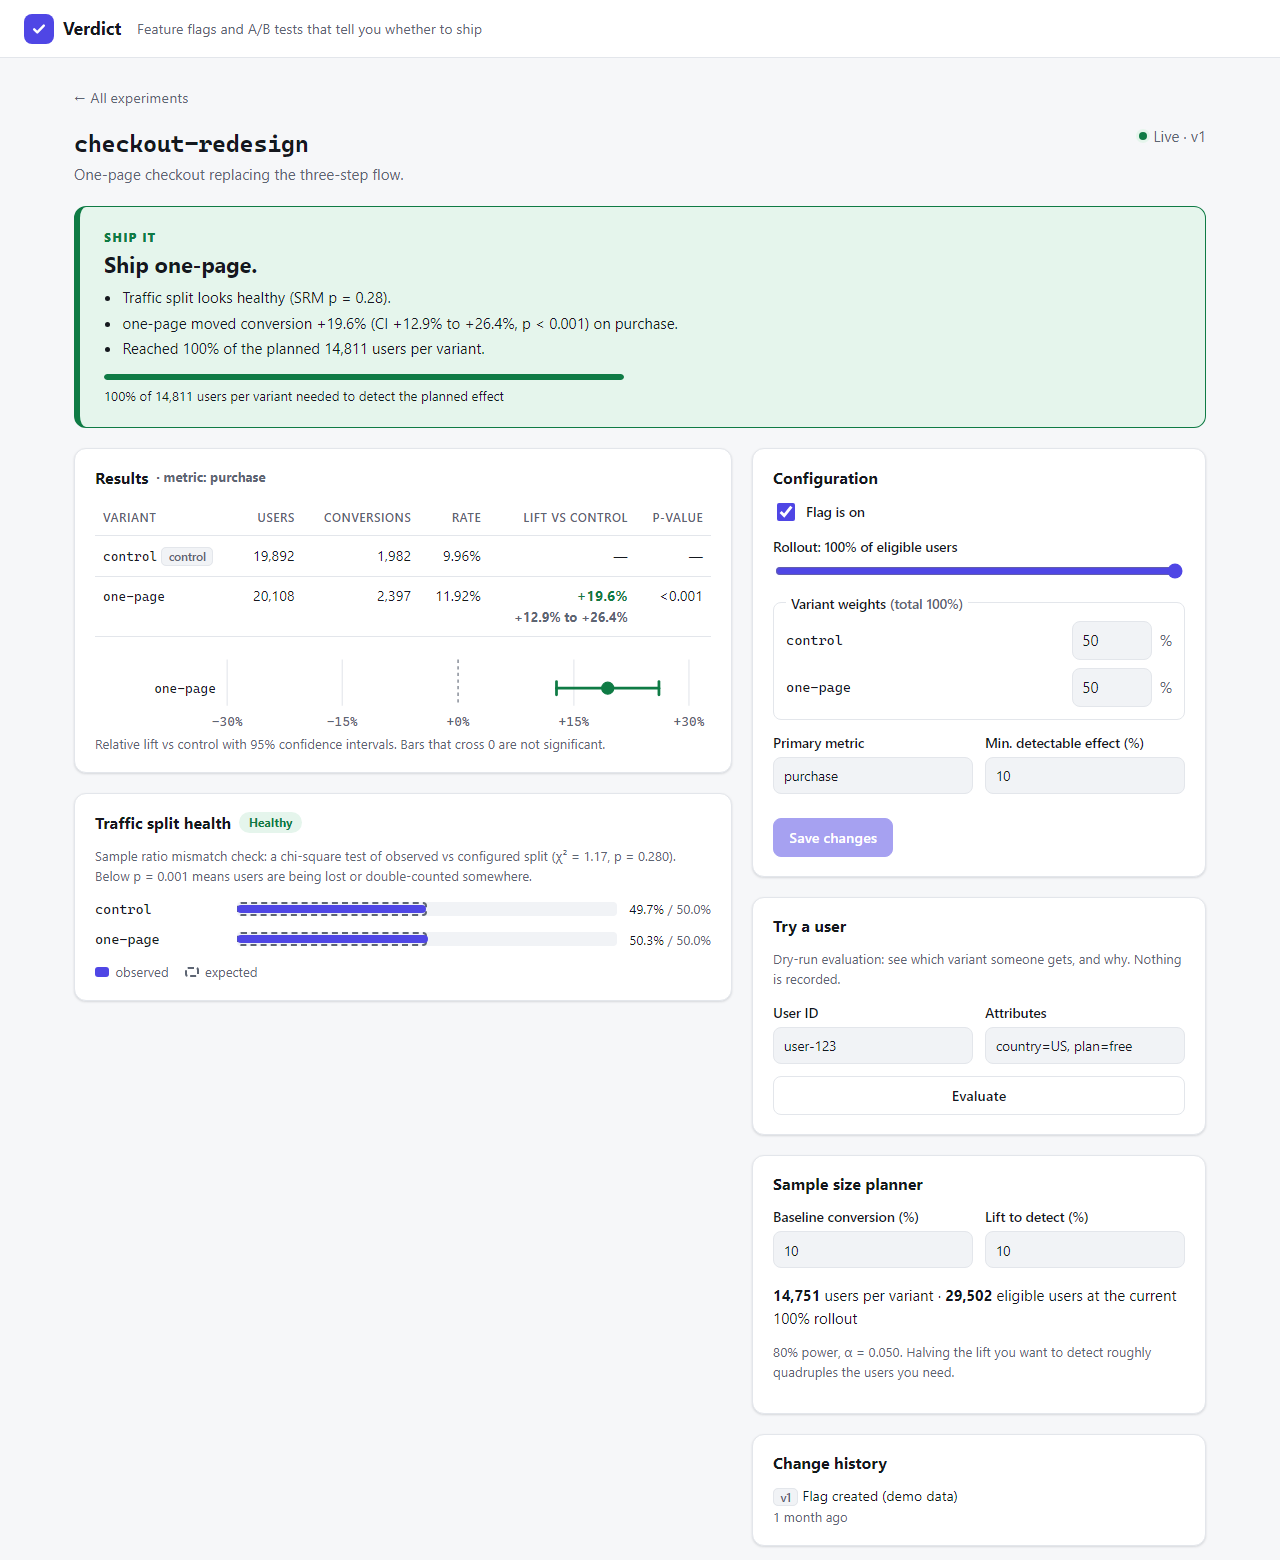 Verdict Feature flags and A/B tests that tell you whether to ship
← All experiments
checkout-redesign
Live · v1
One-page checkout replacing the three-step flow.
SHIP IT
Ship one-page.
• Traffic split looks healthy (SRM p = 0.28).
• one-page moved conversion +19.6% (CI +12.9% to +26.4%, p < 0.001) on purchase.
• Reached 100% of the planned 14,811 users per variant.
100% of 14,811 users per variant needed to detect the planned effect
Results · metric: purchase
VARIANT USERS CONVERSIONS RATE LIFT VS CONTROL P-VALUE
control control 19,892 1,982 9.96% — —
one-page 20,108 2,397 11.92% +19.6% <0.001
+12.9% to +26.4%
one-page
−30% −15% +0% +15% +30%
Relative lift vs control with 95% confidence intervals. Bars that cross 0 are not significant.
Traffic split health Healthy
Sample ratio mismatch check: a chi-square test of observed vs configured split (χ² = 1.17, p = 0.280).
Below p = 0.001 means users are being lost or double-counted somewhere.
control 49.7% / 50.0%
one-page 50.3% / 50.0%
observed expected
Configuration
Flag is on
Rollout: 100% of eligible users
Variant weights (total 100%)
control 50 %
one-page 50 %
Primary metric Min. detectable effect (%)
purchase 10
Save changes
Try a user
Dry-run evaluation: see which variant someone gets, and why. Nothing
is recorded.
User ID Attributes
user-123 country=US, plan=free
Evaluate
Sample size planner
Baseline conversion (%) Lift to detect (%)
10 10
14,751 users per variant · 29,502 eligible users at the current
100% rollout
80% power, α = 0.050. Halving the lift you want to detect roughly
quadruples the users you need.
Change history
v1 Flag created (demo data)
1 month ago